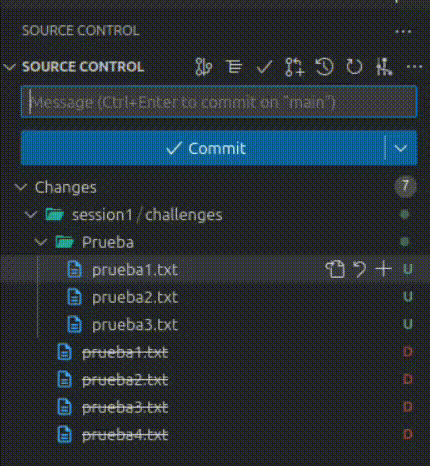 SOURCE CONTROL
SOURCE CONTROL
Message (Ctrl+Enter to commit on "main")
Commit
Changes 7
session1/challenges
Prueba
prueba1.txt U
prueba2.txt U
prueba3.txt U
prueba1.txt D
prueba2.txt D
prueba3.txt D
prueba4.txt D